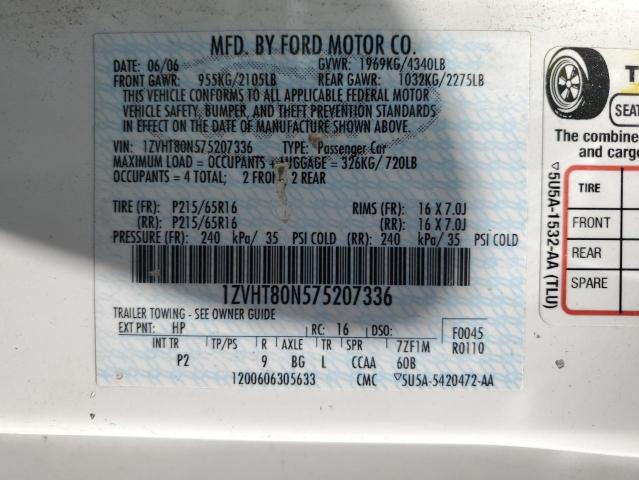 MFD. BY FORD MOTOR CO.
DATE: 06/06 GVWR: 1969KG/4340LB
FRONT GAWR: 955KG/2105LB REAR GAWR: 1032KG/2275LB
THIS VEHICLE CONFORMS TO ALL APPLICABLE FEDERAL MOTOR
VEHICLE SAFETY, BUMPER, AND THEFT PREVENTION STANDARDS
IN EFFECT ON THE DATE OF MANUFACTURE SHOWN ABOVE.
VIN: 1ZVHT80N575207336 TYPE: Passenger Car
MAXIMUM LOAD = OCCUPANTS + LUGGAGE = 326KG/720LB
OCCUPANTS = 4 TOTAL; 2 FRONT 2 REAR
TIRE (FR): P215/65R16 RIMS (FR): 16 X 7.0J
(RR): P215/65R16 (RR): 16 X 7.0J
PRESSURE (FR): 240 kPa/ 35 PSI COLD (RR): 240 kPa/ 35 PSI COLD
1ZVHT80N575207336
TRAILER TOWING - SEE OWNER GUIDE
EXT PNT: HP RC: 16 DSO: F0045
INT TR TP/PS R AXLE TR SPR 7ZF1M R0110
P2 9 BG L CCAA 60B
1200606305633 CMC ▽5U5A-5420472-AA
▽5U5A-1532-AA (TLU)
T
SEAT
The combine
and cargo
TIRE
FRONT
REAR
SPARE